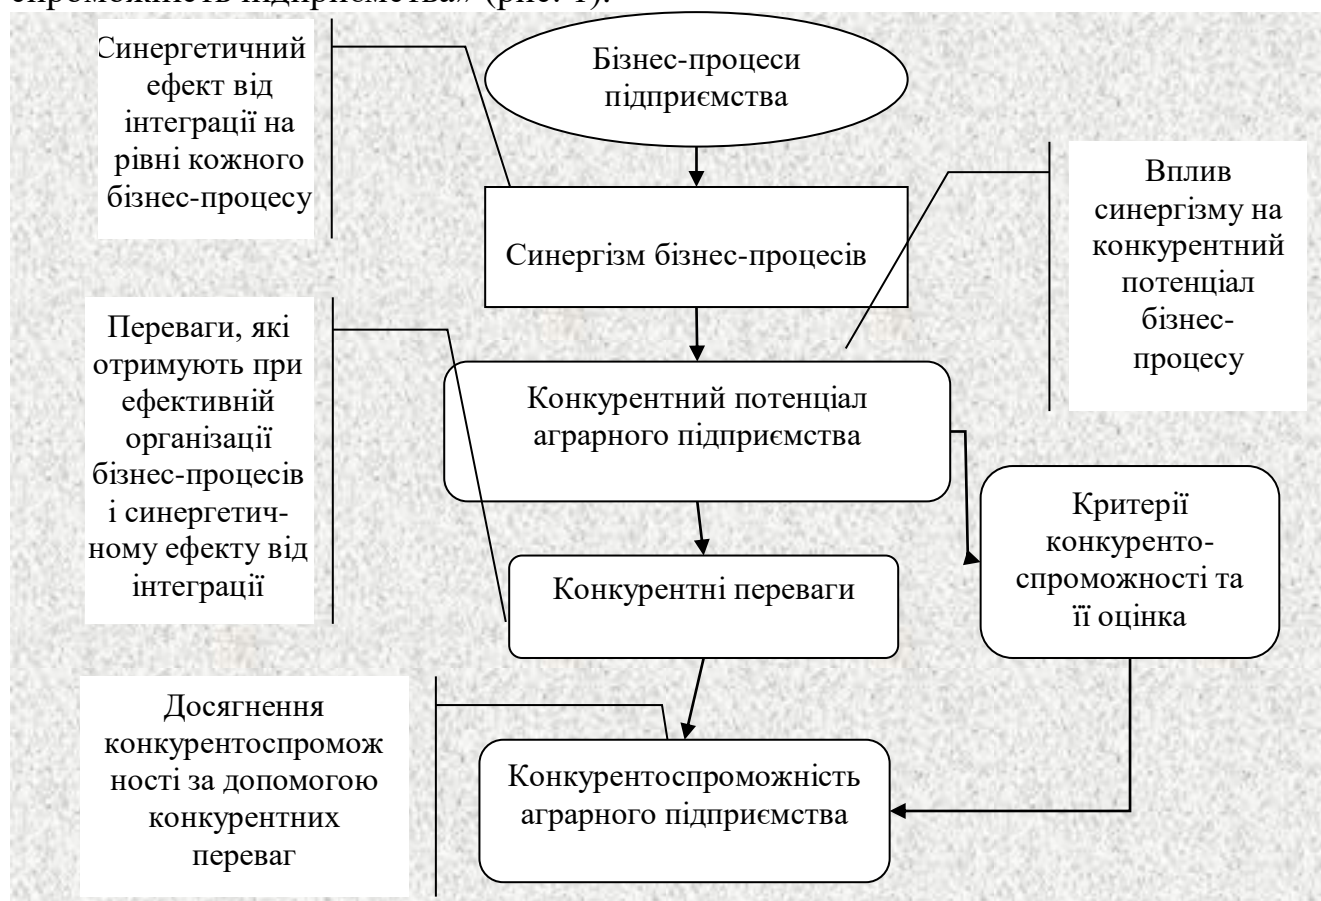 спроможність підприємства» (рис. 1).
Синергетичний
ефект від
інтеграції на
рівні кожного
бізнес-процесу
Бізнес-процеси
підприємства
Вплив
синергізму на
конкурентний
потенціал
бізнес-
процесу
Синергізм бізнес-процесів
Переваги, які
отримують при
ефективній
організації
бізнес-процесів
і синергетич-
ному ефекту від
інтеграції
Конкурентний потенціал
аграрного підприємства
Критерії
конкуренто-
спроможності та
її оцінка
Конкурентні переваги
Досягнення
конкурентоспромож
ності за допомогою
конкурентних
переваг
Конкурентоспроможність
аграрного підприємства